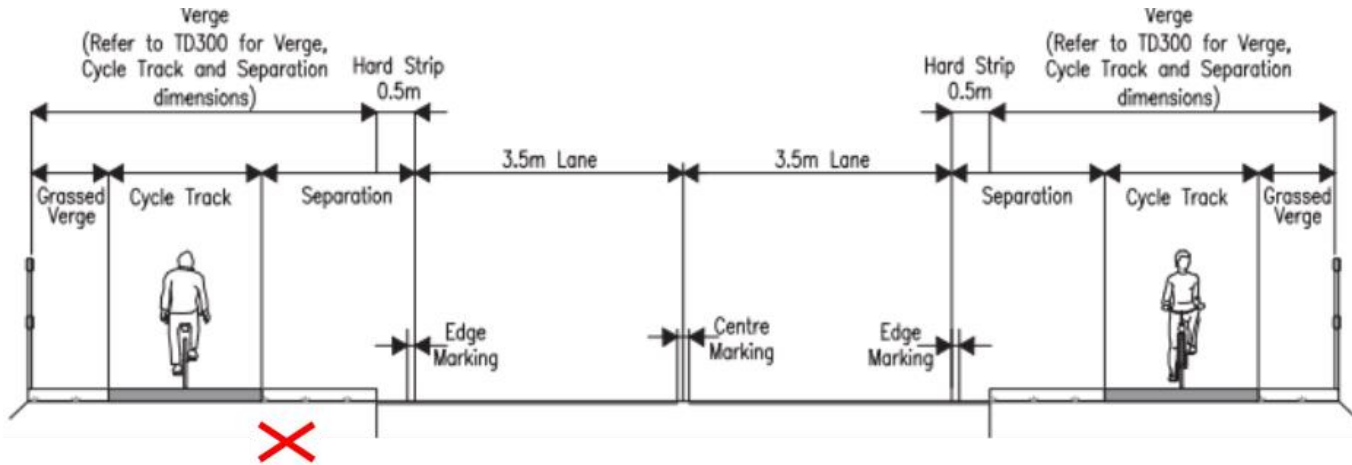 Verge
(Refer to TD300 for Verge,
Cycle Track and Separation
dimensions)
Hard Strip
0.5m
Hard Strip
0.5m
Verge
(Refer to TD300 for Verge,
Cycle Track and Separation
dimensions)
Grassed
Verge
Cycle Track
Separation
3.5m Lane
3.5m Lane
Separation
Cycle Track
Grassed
Verge
Edge
Marking
Centre
Marking
Edge
Marking